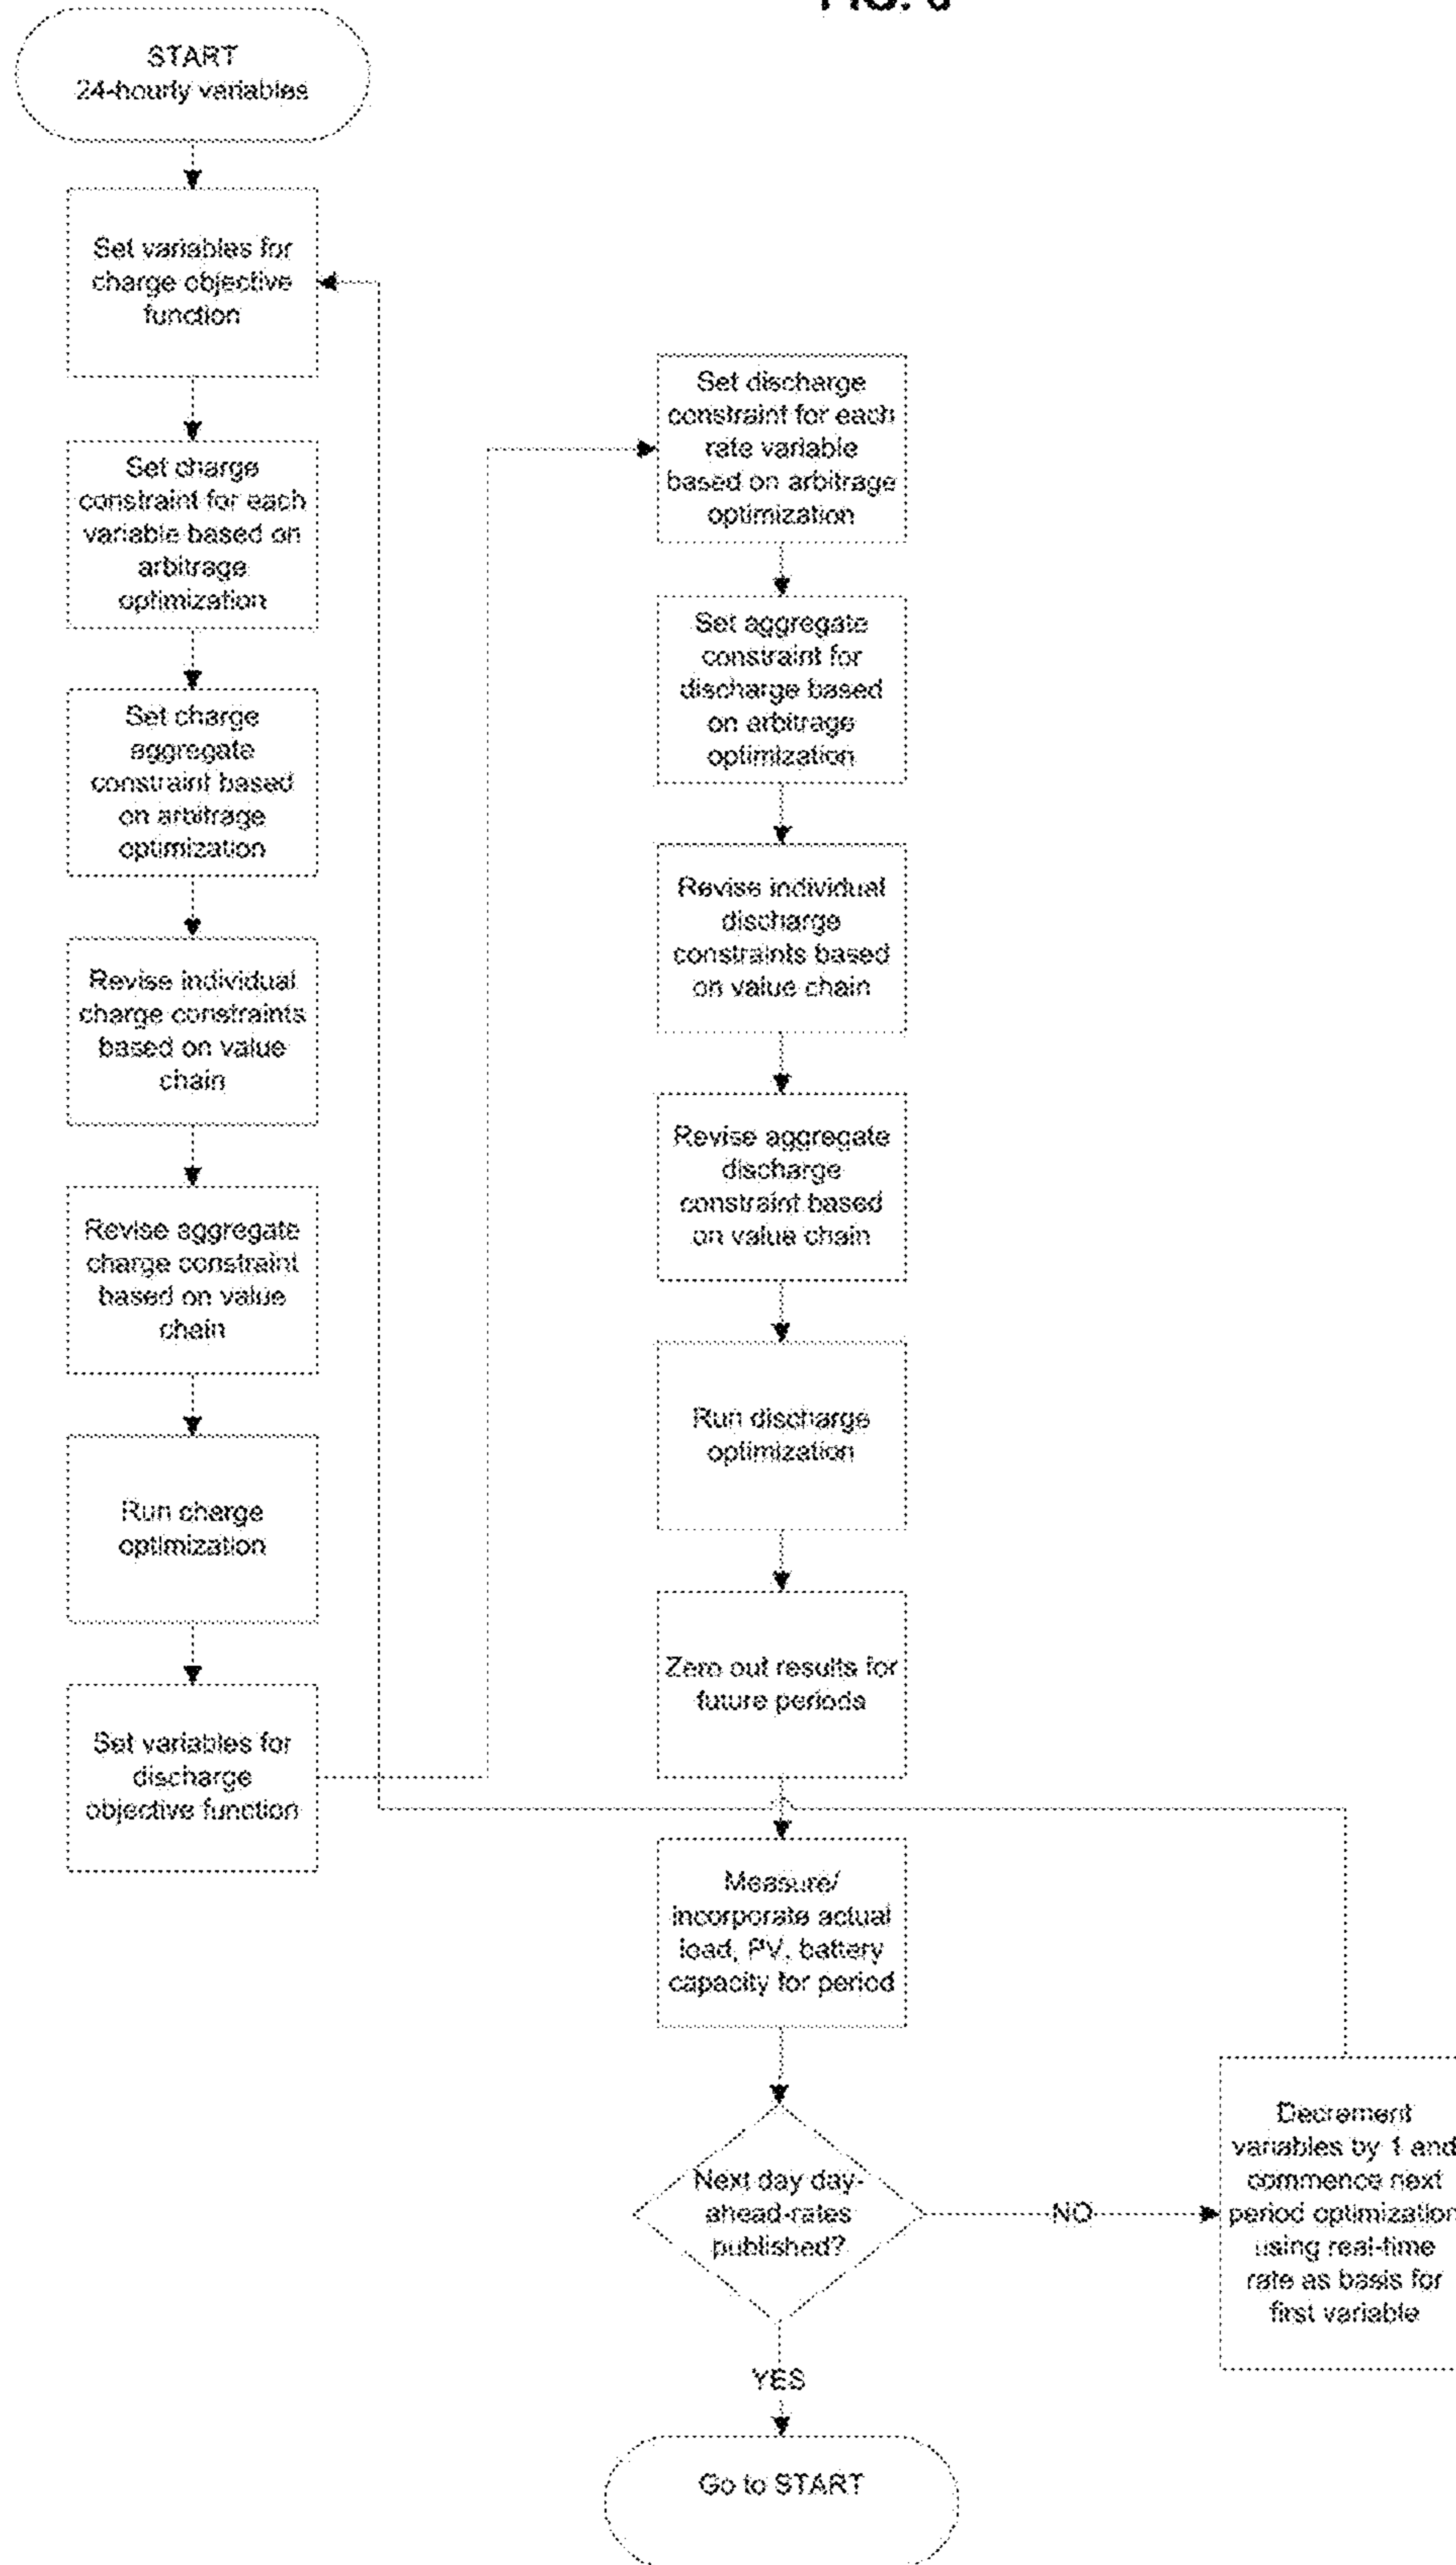 START
24-hourly variables
Set variables for
charge objective
function
Set charge
constraint for each
variable based on
arbitrage
optimization
Set charge
aggregate
constraint based
on arbitrage
optimization
Revise individual
charge constraints
based on value
chain
Revise aggregate
charge constraint
based on value
chain
Run charge
optimization
Set variables for
discharge
objective function
Set discharge
constraint for each
rate variable
based on arbitrage
optimization
Set aggregate
constraint for
discharge based
on arbitrage
optimization
Revise individual
discharge
constraints based
on value chain
Revise aggregate
discharge
constraint based
on value chain
Run discharge
optimization
Zero out results for
future periods
Measure/
incorporate actual
load, PV, battery
capacity for period
Next day day-
ahead-rates
published?
NO
Decrement
variables by 1 and
commence next
period optimization
using real-time
rate as basis for
first variable
YES
Go to START